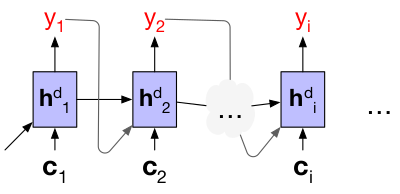 y1 y2 yi
hd1 hd2 ... hdi ...
c1 c2 ci